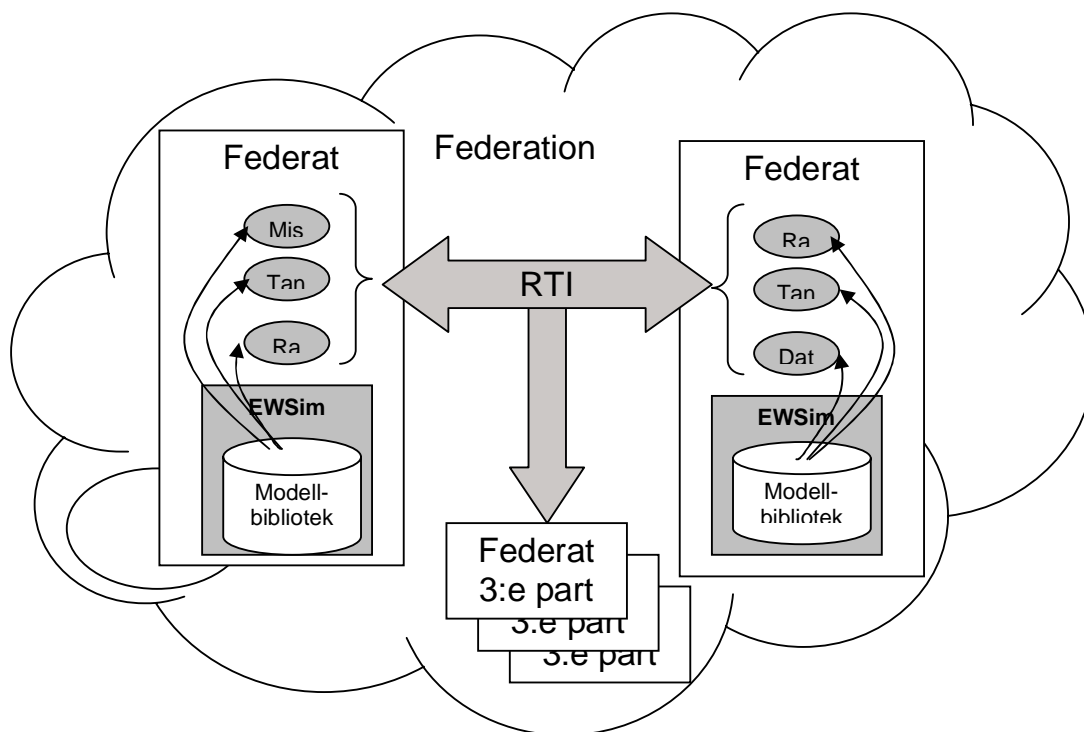 Federation
Federat
Mis
Tan
Ra
EWSim
Modell-
bibliotek
RTI
Federat
Ra
Tan
Dat
EWSim
Modell-
bibliotek
Federat
3:e part
3:e part
3:e part